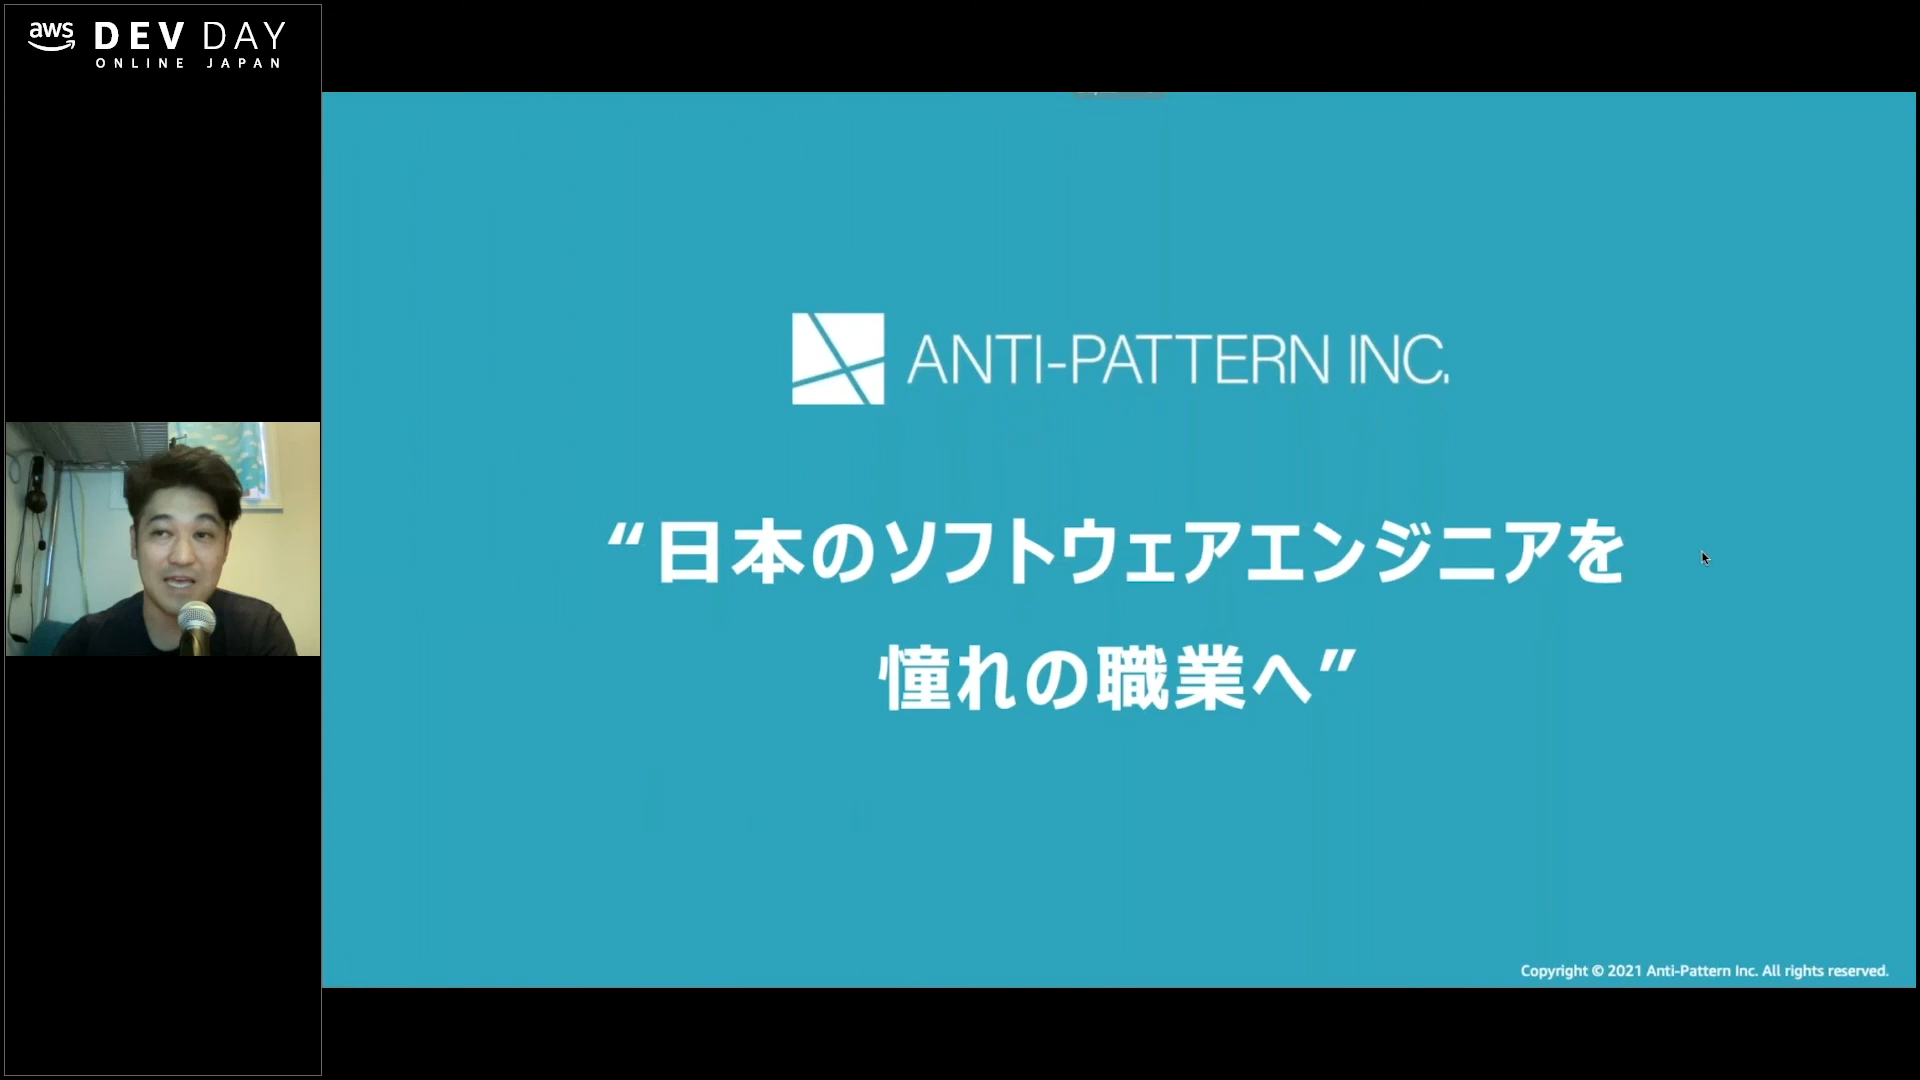 aws DEV DAY
ONLINE JAPAN
ANTI-PATTERN INC.
“日本のソフトウェアエンジニアを
憧れの職業へ”
Copyright © 2021 Anti-Pattern Inc. All rights reserved.